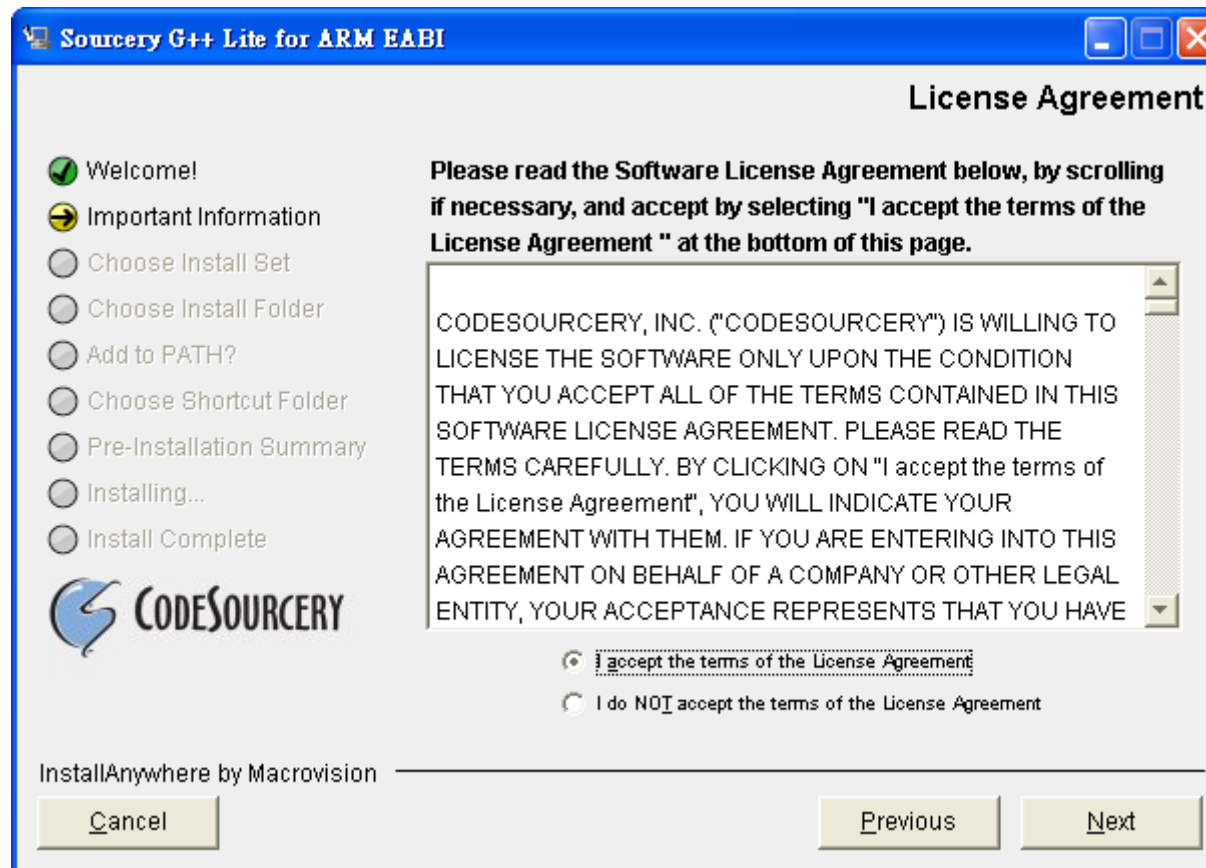 Sourcery G++ Lite for ARM EABI
License Agreement
Welcome!
Important Information
Choose Install Set
Choose Install Folder
Add to PATH?
Choose Shortcut Folder
Pre-Installation Summary
Installing...
Install Complete
CODESOURCERY
Please read the Software License Agreement below, by scrolling
if necessary, and accept by selecting "I accept the terms of the
License Agreement " at the bottom of this page.
CODESOURCERY, INC. ("CODESOURCERY") IS WILLING TO
LICENSE THE SOFTWARE ONLY UPON THE CONDITION
THAT YOU ACCEPT ALL OF THE TERMS CONTAINED IN THIS
SOFTWARE LICENSE AGREEMENT. PLEASE READ THE
TERMS CAREFULLY. BY CLICKING ON "I accept the terms of
the License Agreement", YOU WILL INDICATE YOUR
AGREEMENT WITH THEM. IF YOU ARE ENTERING INTO THIS
AGREEMENT ON BEHALF OF A COMPANY OR OTHER LEGAL
ENTITY, YOUR ACCEPTANCE REPRESENTS THAT YOU HAVE
I accept the terms of the License Agreement
I do NOT accept the terms of the License Agreement
InstallAnywhere by Macrovision
Cancel
Previous
Next